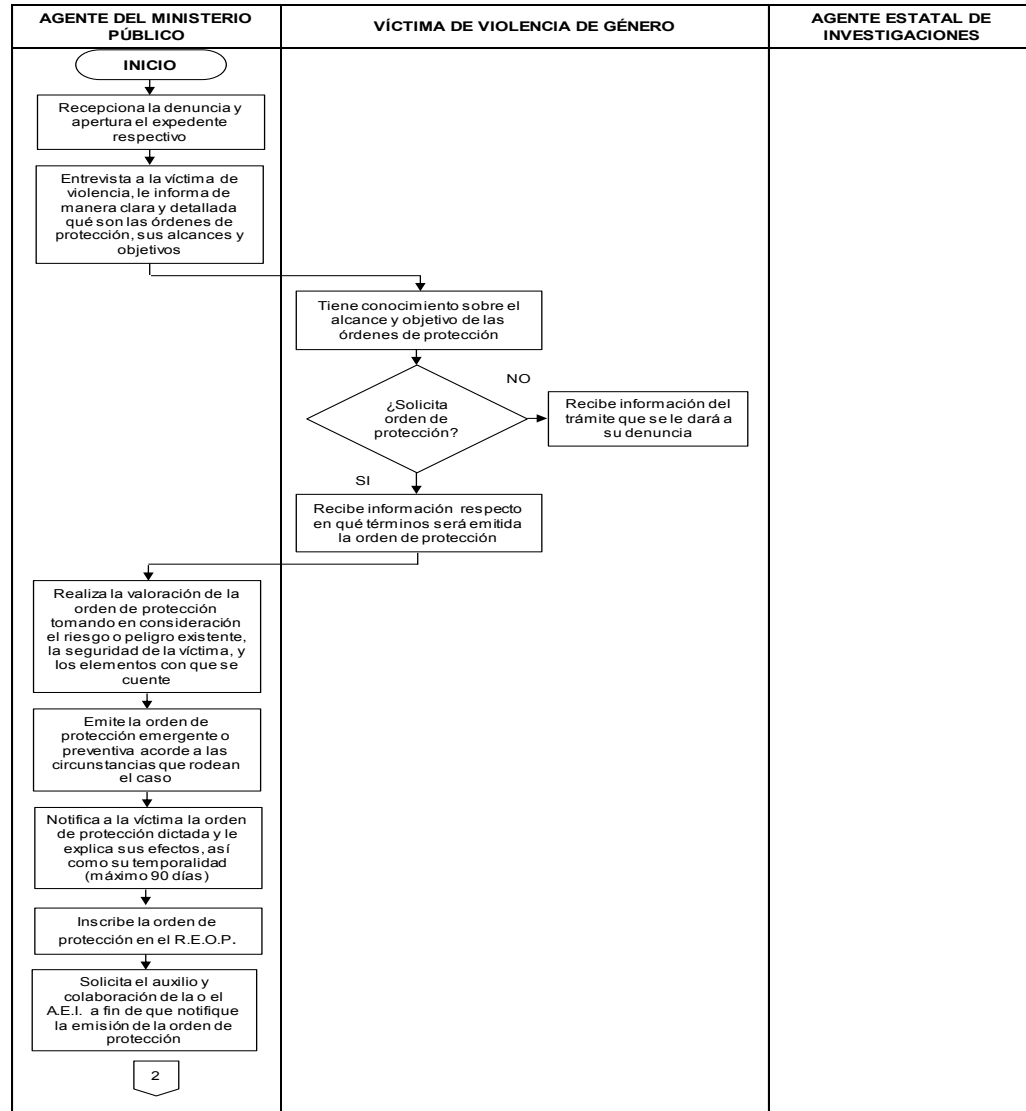 AGENTE DEL MINISTERIO
PÚBLICO
VÍCTIMA DE VIOLENCIA DE GÉNERO
AGENTE ESTATAL DE
INVESTIGACIONES
INICIO
Recepciona la denuncia y
apertura el expedente
respectivo
Entrevista a la víctima de
violencia, le informa de
manera clara y detallada
qué son las órdenes de
protección, sus alcances y
objetivos
Tiene conocimiento sobre el
alcance y objetivo de las
órdenes de protección
¿Solicita
orden de
protección?
NO
Recibe información del
trámite que se le dará a
su denuncia
SI
Recibe información respecto
en qué términos será emitida
la orden de protección
Realiza la valoración de la
orden de protección
tomando en consideración
el riesgo o peligro existente,
la seguridad de la víctima, y
los elementos con que se
cuente
Emite la orden de
protección emergente o
preventiva acorde a las
circunstancias que rodean
el caso
Notifica a la víctima la orden
de protección dictada y le
explica sus efectos, así
como su temporalidad
(máximo 90 días)
Inscribe la orden de
protección en el R.E.O.P.
Solicita el auxilio y
colaboración de la o el
A.E.I. a fin de que notifique
la emisión de la orden de
protección
2